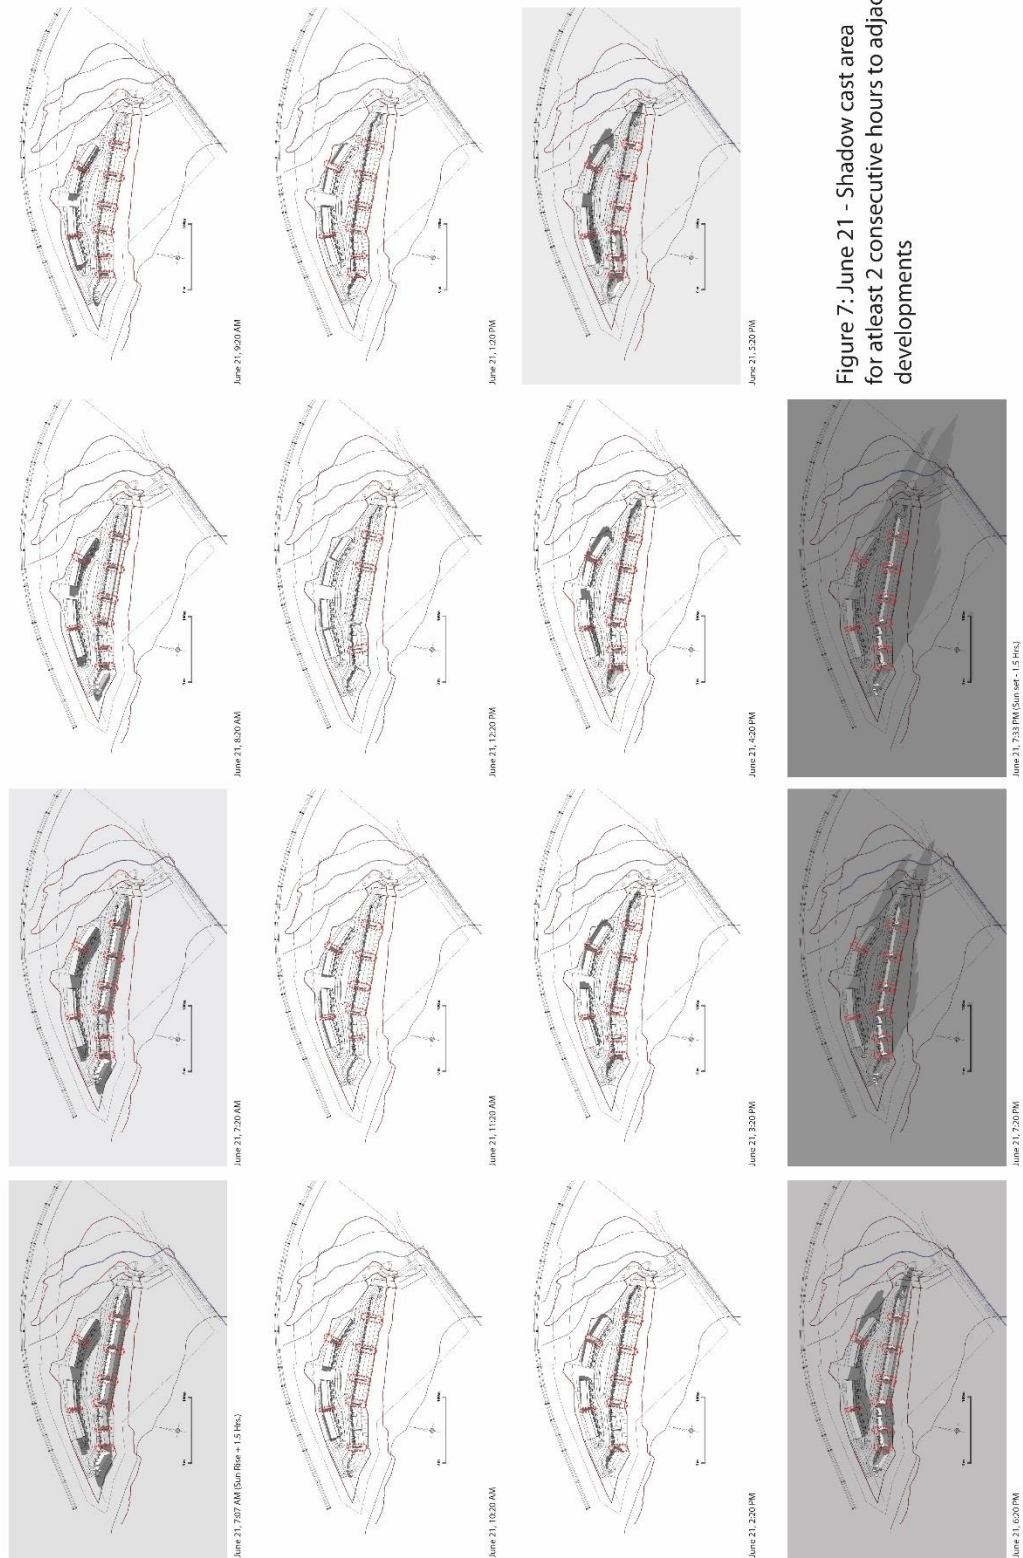 June 21, 7:07 AM (Sun Rise + 1.5 Hrs.)
June 21, 7:20 AM
June 21, 8:20 AM
June 21, 9:20 AM
June 21, 10:20 AM
June 21, 11:20 AM
June 21, 12:20 PM
June 21, 1:20 PM
June 21, 2:20 PM
June 21, 3:20 PM
June 21, 4:20 PM
June 21, 5:20 PM
June 21, 6:20 PM
June 21, 7:20 PM
June 21, 7:33 PM (Sun set - 1.5 Hrs.)
Figure 7: June 21 - Shadow cast area
for atleast 2 consecutive hours to adjac
developments